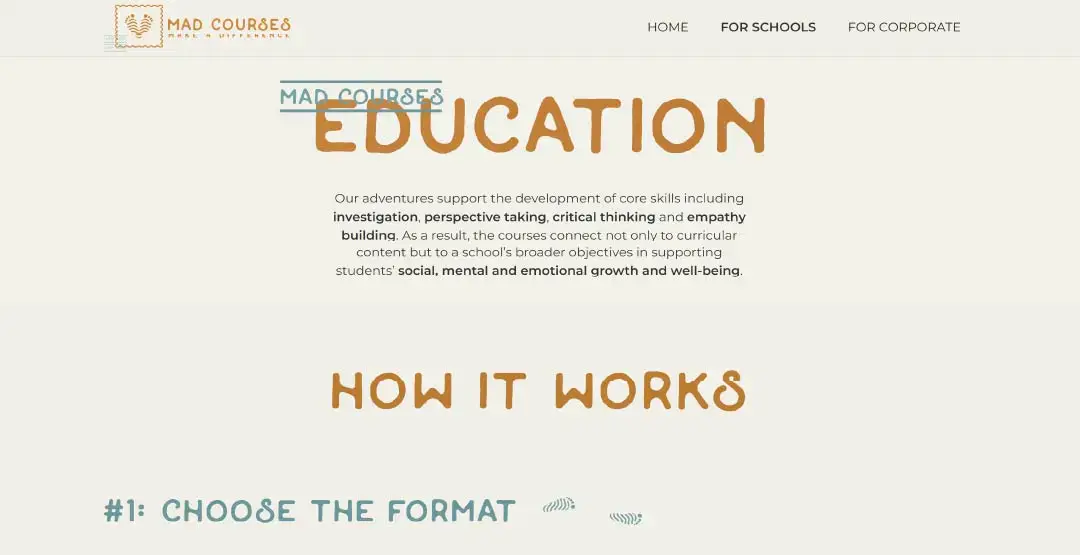 MAD COURSES
MAKE A DIFFERENCE
HOME
FOR SCHOOLS
FOR CORPORATE
MAD COURSES
EDUCATION
Our adventures support the development of core skills including
investigation, perspective taking, critical thinking and empathy
building. As a result, the courses connect not only to curricular
content but to a school's broader objectives in supporting
students' social, mental and emotional growth and well-being.
HOW IT WORKS
#1: CHOOSE THE FORMAT